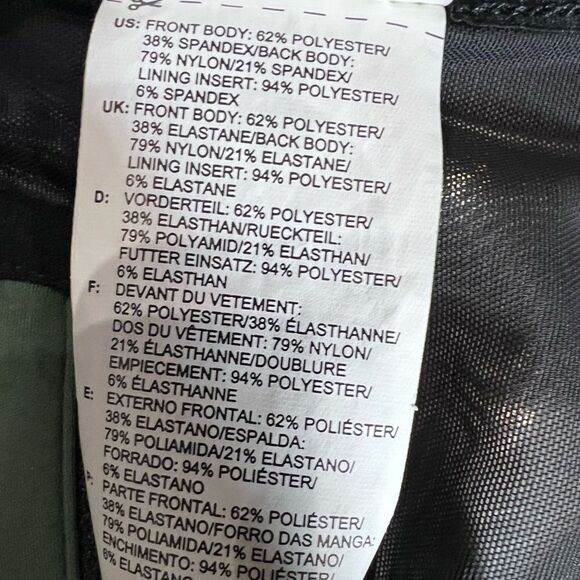 US: FRONT BODY: 62% POLYESTER/
38% SPANDEX/BACK BODY:
79% NYLON/21% SPANDEX/
LINING INSERT: 94% POLYESTER/
6% SPANDEX
UK: FRONT BODY: 62% POLYESTER/
38% ELASTANE/BACK BODY:
79% NYLON/21% ELASTANE/
LINING INSERT: 94% POLYESTER/
6% ELASTANE
D: VORDERTEIL: 62% POLYESTER/
38% ELASTHAN/RUECKTEIL:
79% POLYAMID/21% ELASTHAN/
FUTTER EINSATZ: 94% POLYESTER/
6% ELASTHAN
F: DEVANT DU VETEMENT:
62% POLYESTER/38% ÉLASTHANNE/
DOS DU VÊTEMENT: 79% NYLON/
21% ÉLASTHANNE/DOUBLURE
EMPIECEMENT: 94% POLYESTER/
6% ÉLASTHANNE
E: EXTERNO FRONTAL: 62% POLIÉSTER/
38% ELASTANO/ESPALDA:
79% POLIAMIDA/21% ELASTANO/
FORRADO: 94% POLIÉSTER/
6% ELASTANO
P: PARTE FRONTAL: 62% POLIÉSTER/
38% ELASTANO/FORRO DAS MANGA:
79% POLIAMIDA/21% ELASTANO/
ENCHIMENTO: 94% POLIÉSTER/
6% ELASTANO